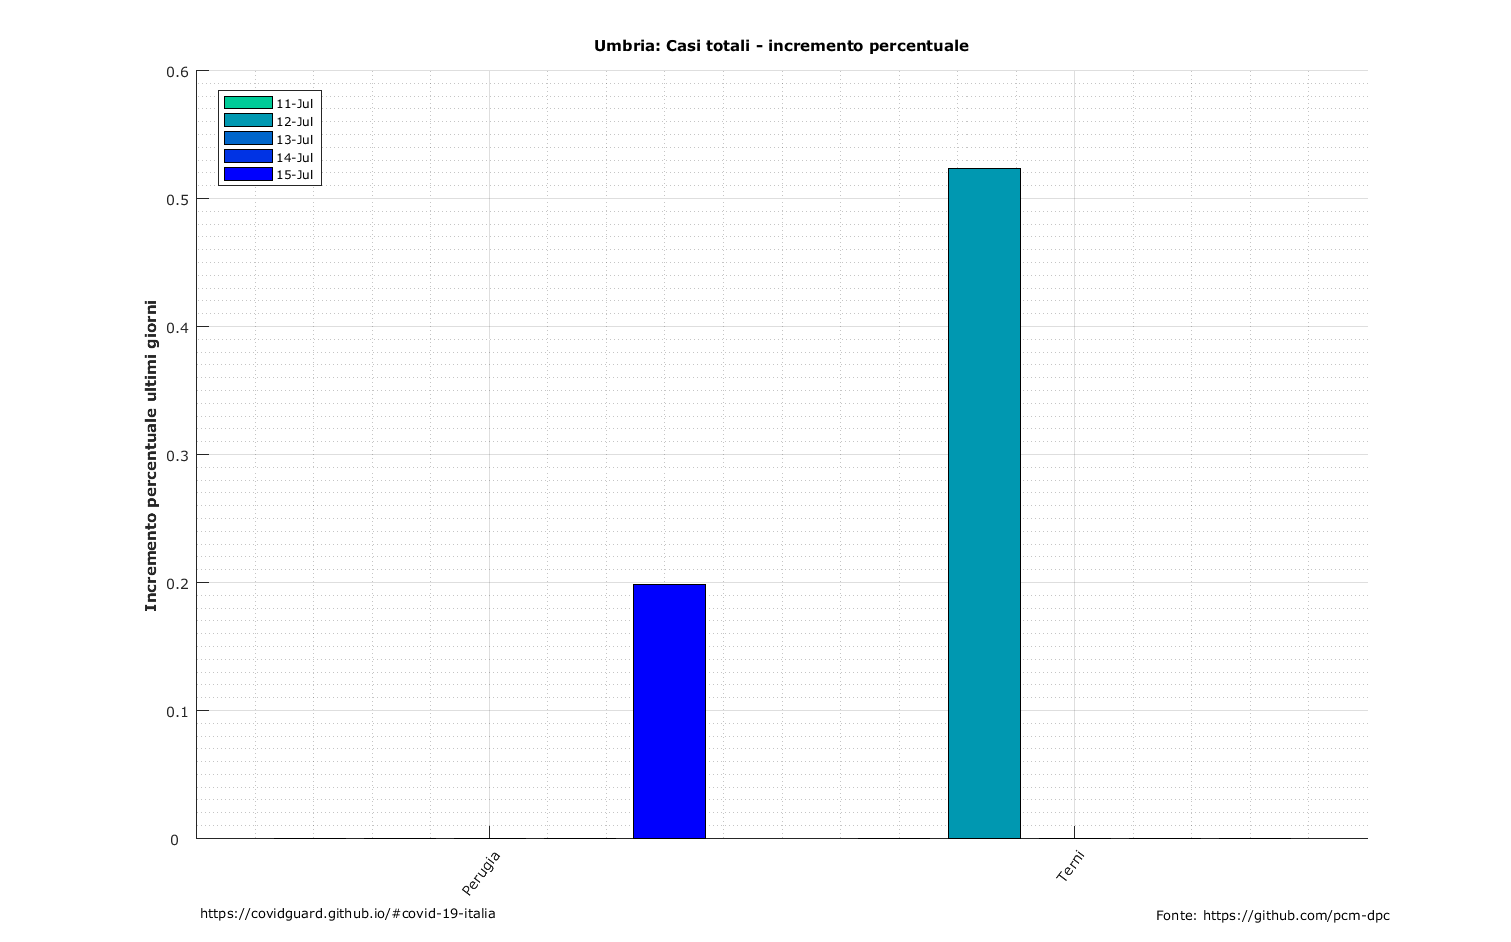 Umbria: Casi totali - incremento percentuale
0.6
0.5
0.4
0.3
0.2
0.1
0
Incremento percentuale ultimi giorni
11-Jul
12-Jul
13-Jul
14-Jul
15-Jul
Perugia
Terni
https://covidguard.github.io/#covid-19-italia
Fonte: https://github.com/pcm-dpc